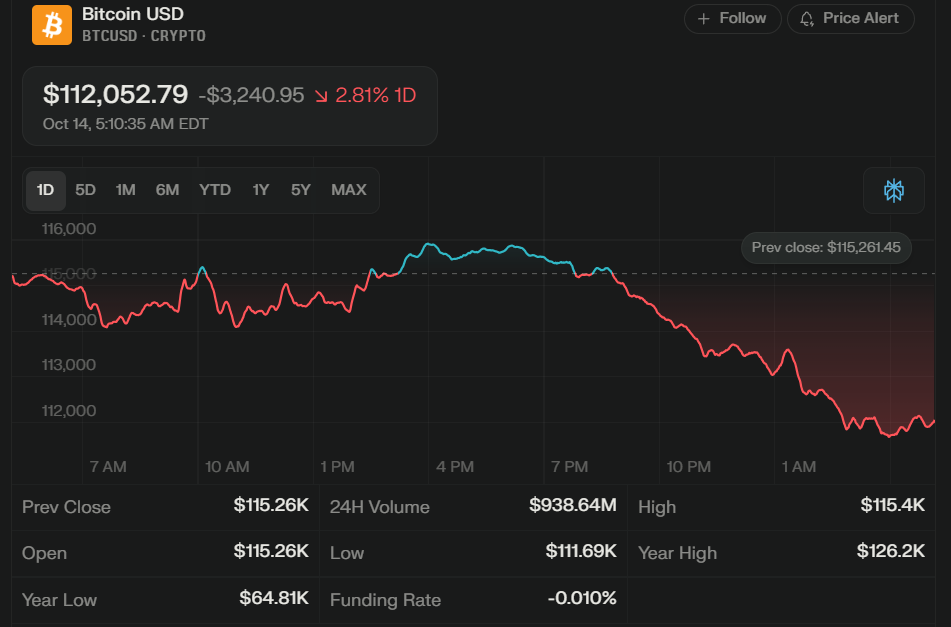 Bitcoin USD
BTCUSD · CRYPTO
+ Follow
Price Alert
$112,052.79 -$3,240.95 ↘ 2.81% 1D
Oct 14, 5:10:35 AM EDT
1D 5D 1M 6M YTD 1Y 5Y MAX
116,000
Prev close: $115,261.45
115,000
114,000
113,000
112,000
7 AM 10 AM 1 PM 4 PM 7 PM 10 PM 1 AM
Prev Close $115.26K 24H Volume $938.64M High $115.4K
Open $115.26K Low $111.69K Year High $126.2K
Year Low $64.81K Funding Rate -0.010%